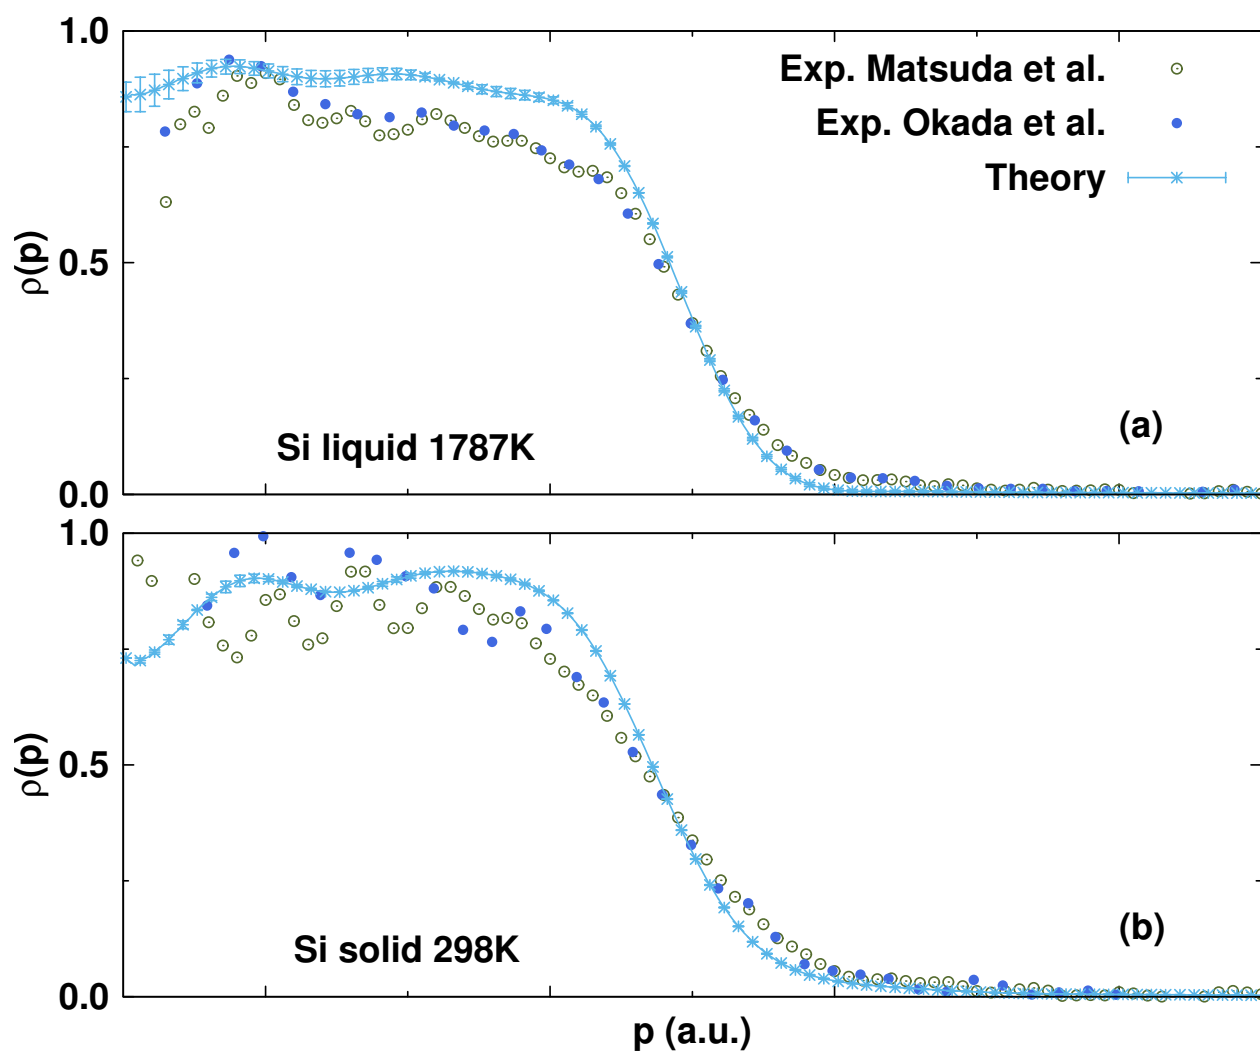 1.0
Exp. Matsuda et al.
Exp. Okada et al.
Theory
ρ(p)
0.5
(a)
Si liquid 1787K
0.0
1.0
ρ(p)
0.5
(b)
Si solid 298K
0.0
p (a.u.)